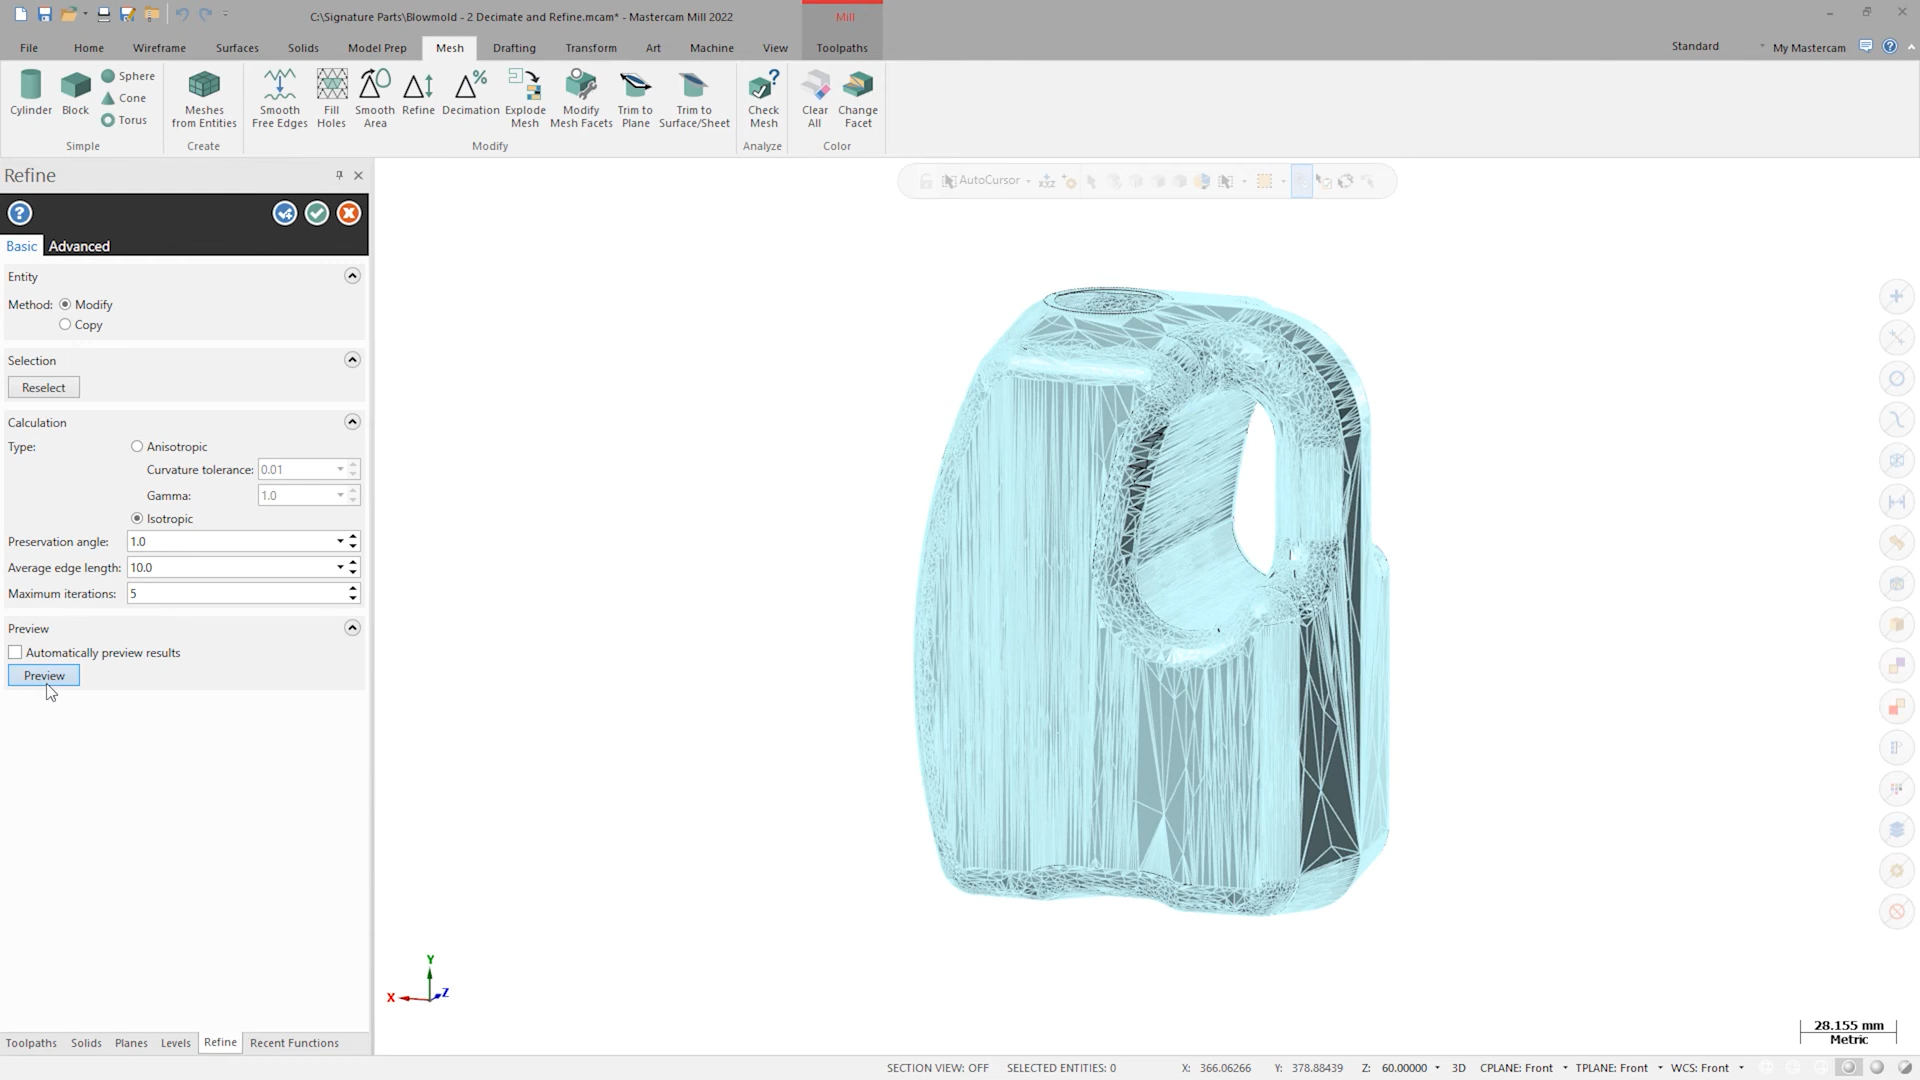 C:\Signature Parts\Blowmold - 2 Decimate and Refine.mcam* - Mastercam Mill 2022
Mill
File Home Wireframe Surfaces Solids Model Prep Mesh Drafting Transform Art Machine View Toolpaths
Standard My Mastercam
Cylinder
Block
Sphere
Cone
Torus
Simple
Meshes
from Entities
Create
Smooth
Free Edges
Fill
Holes
Smooth
Area
Refine
Decimation
Explode
Mesh
Modify
Mesh Facets
Trim to
Plane
Trim to
Surface/Sheet
Modify
Check
Mesh
Analyze
Clear
All
Change
Facet
Color
Refine
AutoCursor
Basic Advanced
Entity
Method: Modify
Copy
Selection
Reselect
Calculation
Type: Anisotropic
Curvature tolerance: 0.01
Gamma: 1.0
Isotropic
Preservation angle: 1.0
Average edge length: 10.0
Maximum iterations: 5
Preview
Automatically preview results
Preview
Y
X
Z
28.155 mm
Metric
Toolpaths Solids Planes Levels Refine Recent Functions
SECTION VIEW: OFF SELECTED ENTITIES: 0 X: 366.06266 Y: 378.88439 Z: 60.00000 3D CPLANE: Front TPLANE: Front WCS: Front